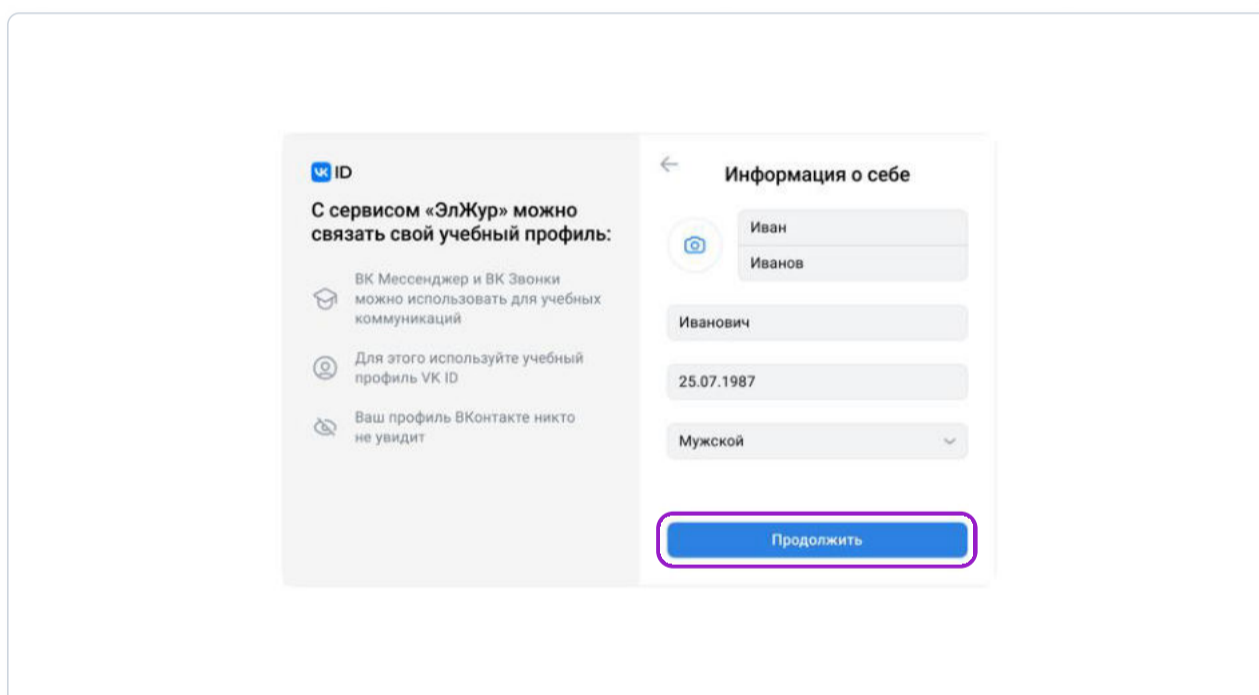 VK ID
С сервисом «ЭлЖур» можно
связать свой учебный профиль:
ВК Мессенджер и ВК Звонки
можно использовать для учебных
коммуникаций
Для этого используйте учебный
профиль VK ID
Ваш профиль ВКонтакте никто
не увидит
Информация о себе
Иван
Иванов
Иванович
25.07.1987
Мужской
Продолжить